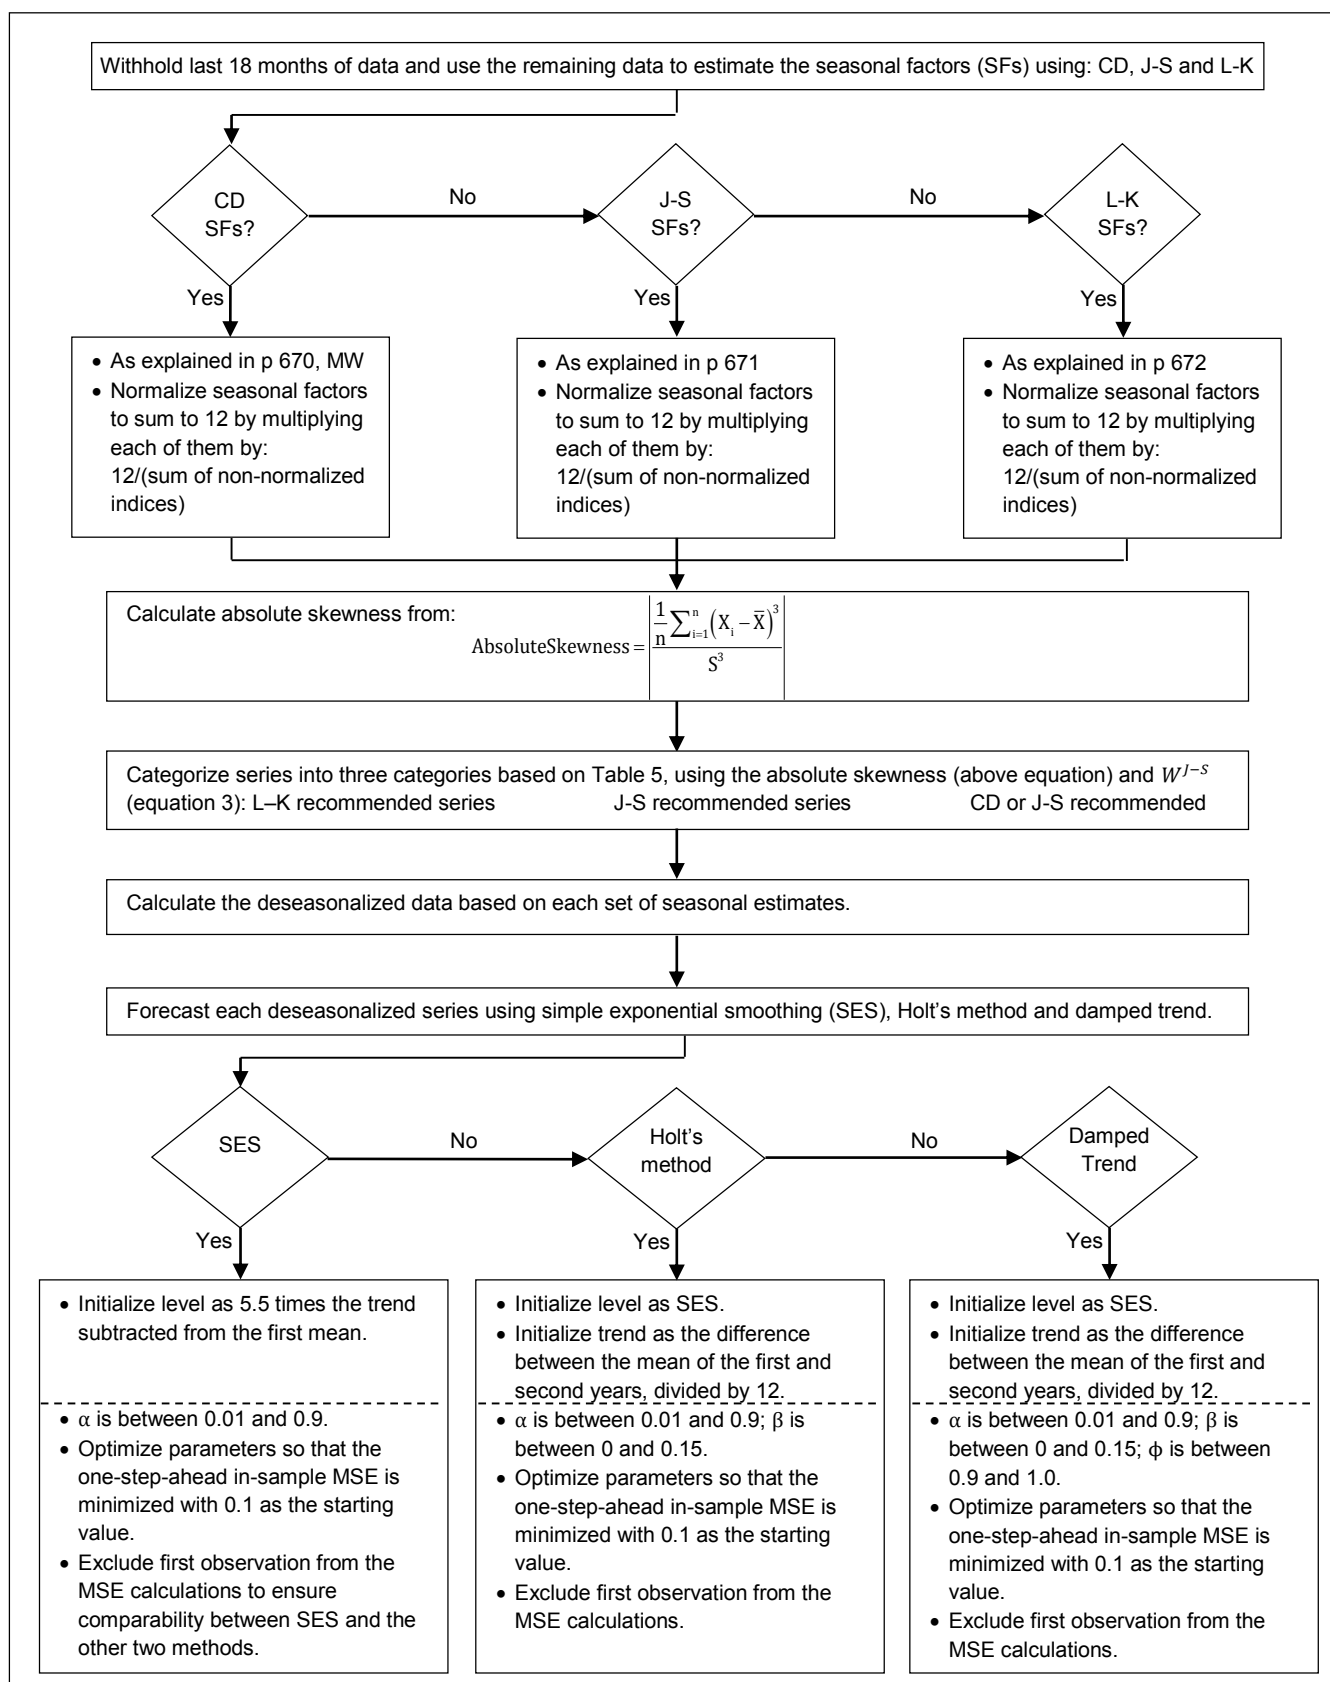 Withhold last 18 months of data and use the remaining data to estimate the seasonal factors (SFs) using: CD, J-S and L-K
CD
SFs?
No
J-S
SFs?
No
L-K
SFs?
Yes
Yes
Yes
• As explained in p 670, MW
• Normalize seasonal factors
to sum to 12 by multiplying
each of them by:
12/(sum of non-normalized
indices)
• As explained in p 671
• Normalize seasonal factors
to sum to 12 by multiplying
each of them by:
12/(sum of non-normalized
indices)
• As explained in p 672
• Normalize seasonal factors
to sum to 12 by multiplying
each of them by:
12/(sum of non-normalized
indices)
Calculate absolute skewness from:
AbsoluteSkewness = | (1/n ∑ᵢ₌₁ⁿ (Xᵢ − X̄)³) / S³ |
Categorize series into three categories based on Table 5, using the absolute skewness (above equation) and W^{J−S}
(equation 3): L–K recommended series J-S recommended series CD or J-S recommended
Calculate the deseasonalized data based on each set of seasonal estimates.
Forecast each deseasonalized series using simple exponential smoothing (SES), Holt's method and damped trend.
SES
No
Holt's
method
No
Damped
Trend
Yes
Yes
Yes
• Initialize level as 5.5 times the trend
subtracted from the first mean.
• α is between 0.01 and 0.9.
• Optimize parameters so that the
one-step-ahead in-sample MSE is
minimized with 0.1 as the starting
value.
• Exclude first observation from the
MSE calculations to ensure
comparability between SES and the
other two methods.
• Initialize level as SES.
• Initialize trend as the difference
between the mean of the first and
second years, divided by 12.
• α is between 0.01 and 0.9; β is
between 0 and 0.15.
• Optimize parameters so that the
one-step-ahead in-sample MSE is
minimized with 0.1 as the starting
value.
• Exclude first observation from the
MSE calculations.
• Initialize level as SES.
• Initialize trend as the difference
between the mean of the first and
second years, divided by 12.
• α is between 0.01 and 0.9; β is
between 0 and 0.15; ϕ is between
0.9 and 1.0.
• Optimize parameters so that the
one-step-ahead in-sample MSE is
minimized with 0.1 as the starting
value.
• Exclude first observation from the
MSE calculations.